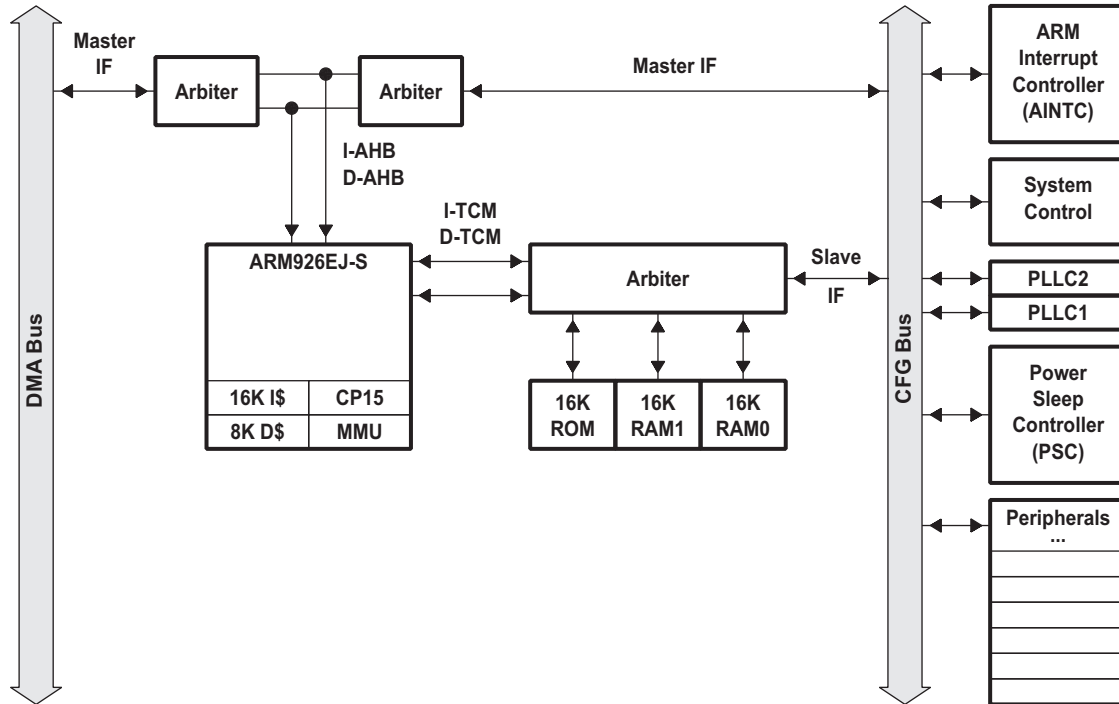 Master
IF
Arbiter
Arbiter
Master IF
I-AHB
D-AHB
I-TCM
D-TCM
ARM926EJ-S
16K I$
CP15
8K D$
MMU
Arbiter
Slave
IF
16K
ROM
16K
RAM1
16K
RAM0
DMA Bus
CFG Bus
ARM
Interrupt
Controller
(AINTC)
System
Control
PLLC2
PLLC1
Power
Sleep
Controller
(PSC)
Peripherals
...